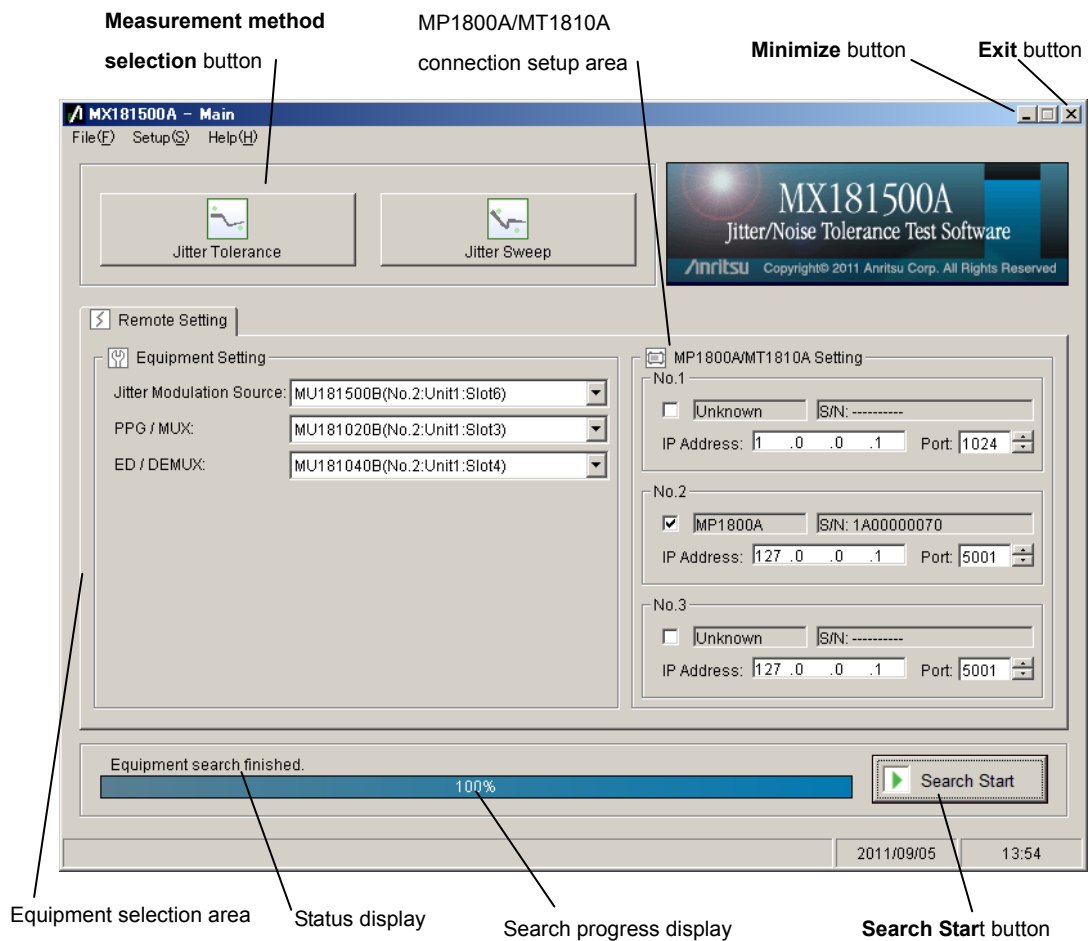 Measurement method
selection button
MP1800A/MT1810A
connection setup area
Minimize button
Exit button
MX181500A - Main
File(F) Setup(S) Help(H)
Jitter Tolerance
Jitter Sweep
MX181500A
Jitter/Noise Tolerance Test Software
Anritsu Copyright© 2011 Anritsu Corp. All Rights Reserved
Remote Setting
Equipment Setting
Jitter Modulation Source: MU181500B(No.2:Unit1:Slot6)
PPG / MUX: MU181020B(No.2:Unit1:Slot3)
ED / DEMUX: MU181040B(No.2:Unit1:Slot4)
MP1800A/MT1810A Setting
No.1
Unknown S/N: ----------
IP Address: 1 .0 .0 .1 Port: 1024
No.2
MP1800A S/N: 1A00000070
IP Address: 127 .0 .0 .1 Port: 5001
No.3
Unknown S/N: ----------
IP Address: 127 .0 .0 .1 Port: 5001
Equipment search finished.
100%
Search Start
2011/09/05 13:54
Equipment selection area
Status display
Search progress display
Search Start button